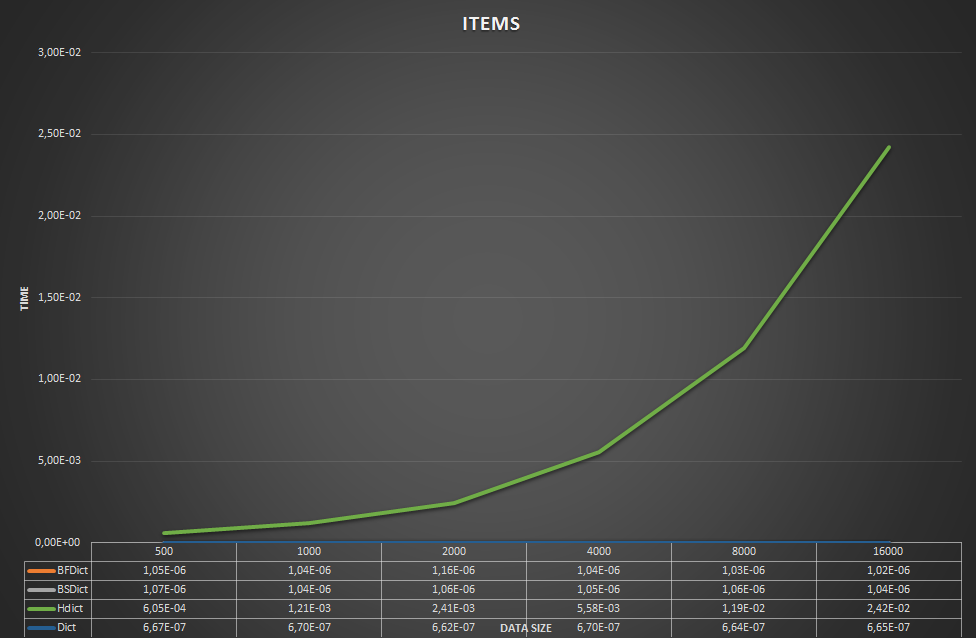 ITEMS
3,00E-02
2,50E-02
2,00E-02
1,50E-02
1,00E-02
5,00E-03
0,00E+00
TIME
500 1000 2000 4000 8000 16000
BFDict 1,05E-06 1,04E-06 1,16E-06 1,04E-06 1,03E-06 1,02E-06
BSDict 1,07E-06 1,04E-06 1,06E-06 1,05E-06 1,06E-06 1,04E-06
Hdict 6,05E-04 1,21E-03 2,41E-03 5,58E-03 1,19E-02 2,42E-02
Dict 6,67E-07 6,70E-07 6,62E-07 6,70E-07 6,64E-07 6,65E-07
DATA SIZE